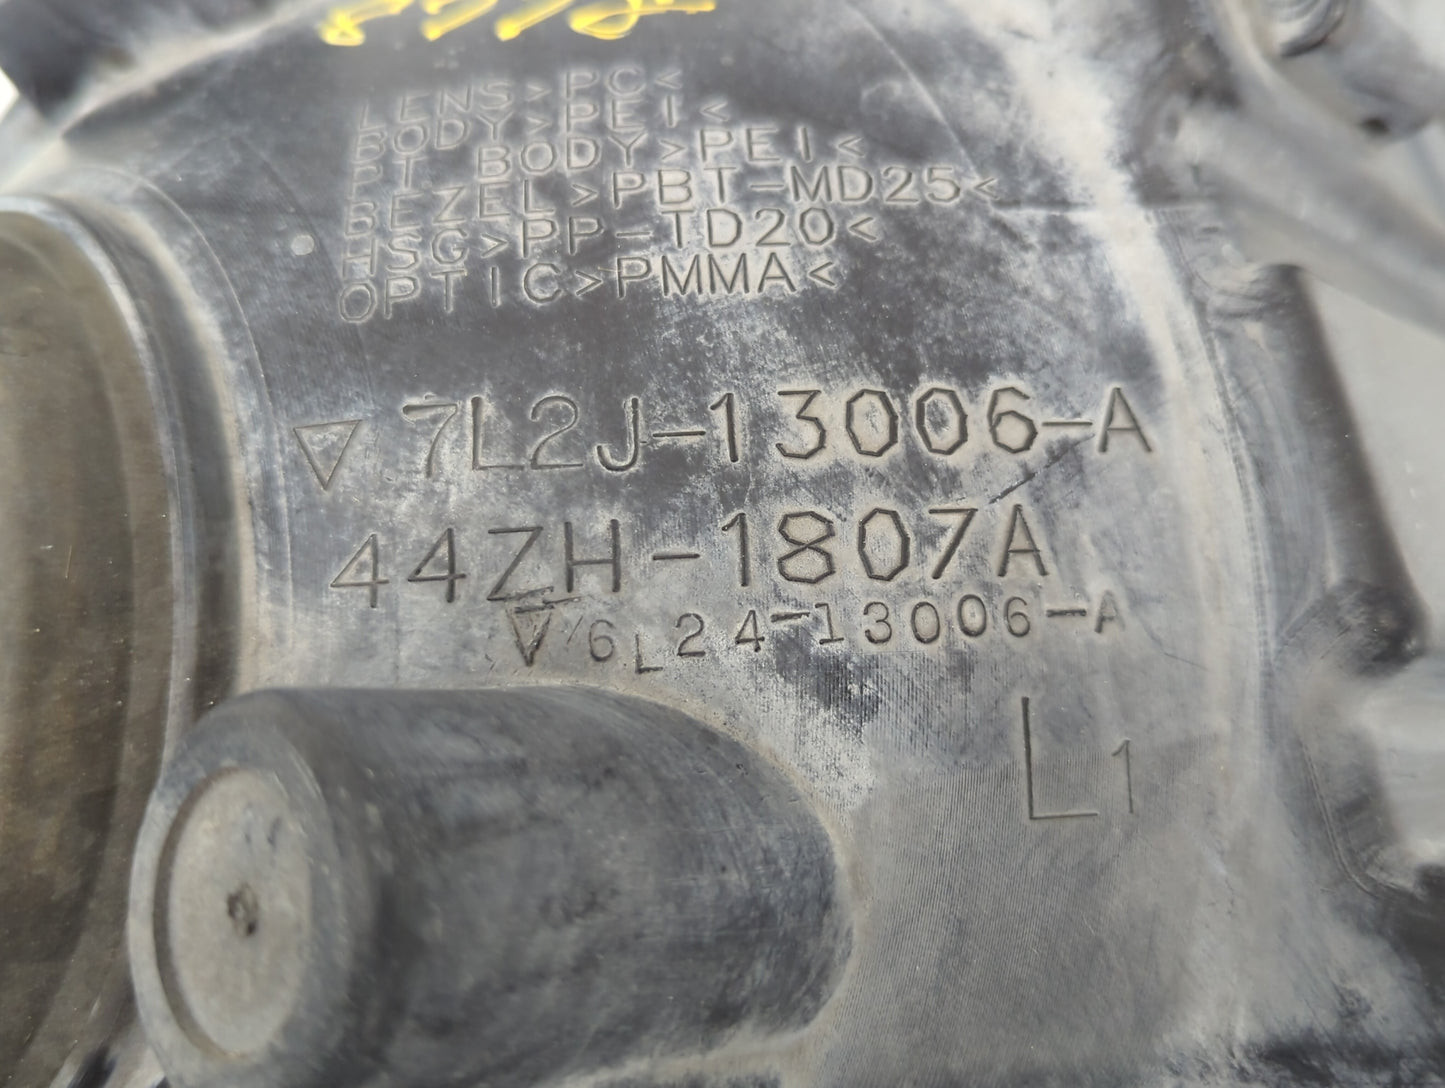 LENS>PC<
BODY>PEI<
PT BODY>PEI<
BEZEL>PBT-MD25<
HSG>PP-TD20<
OPTIC>PMMA<
7L2J-13006-A
44ZH-1807A
6L24-13006-A
L1